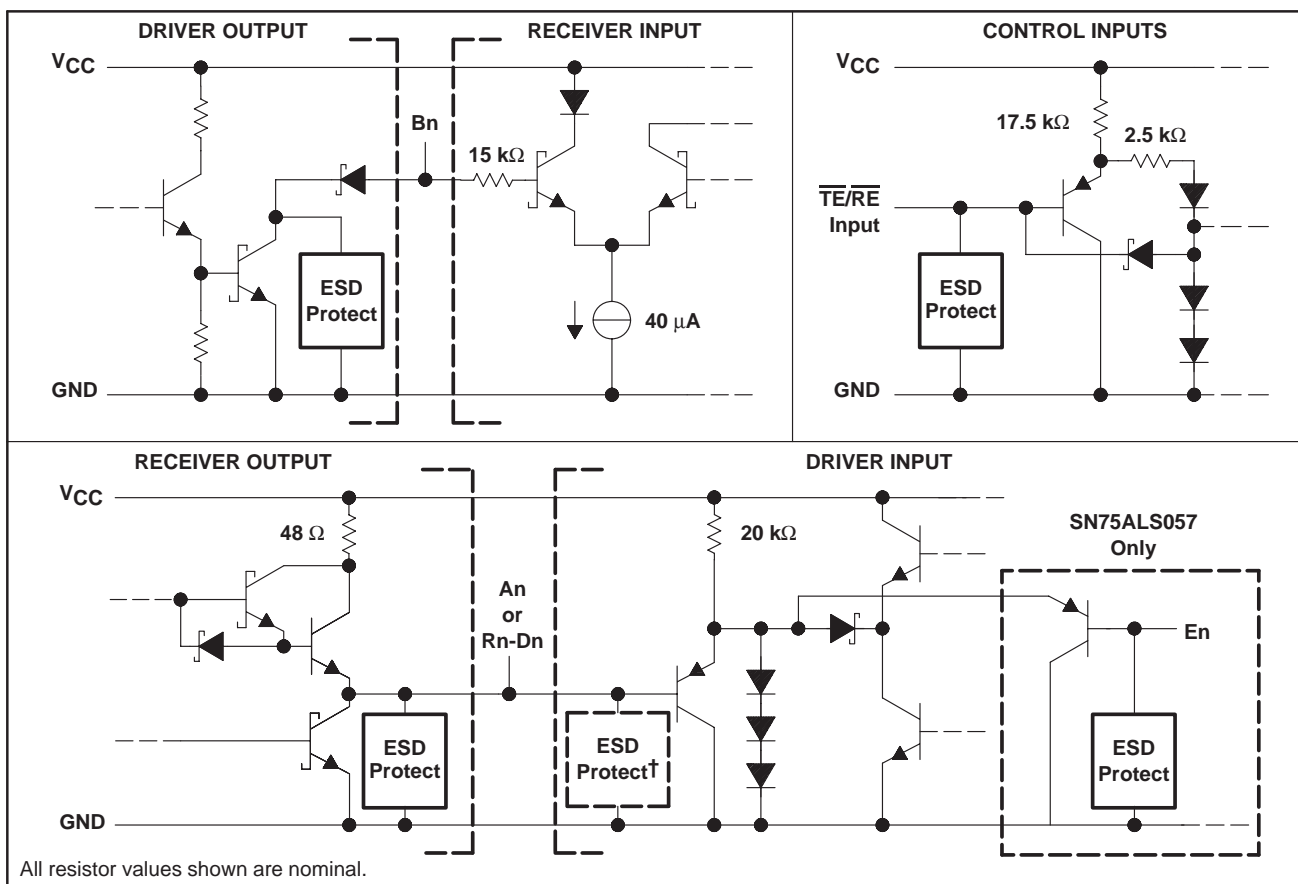 DRIVER OUTPUT
RECEIVER INPUT
CONTROL INPUTS
VCC
Bn
15 kΩ
ESD
Protect
40 μA
GND
VCC
17.5 kΩ
2.5 kΩ
TE/RE
Input
ESD
Protect
GND
RECEIVER OUTPUT
DRIVER INPUT
VCC
48 Ω
An
or
Rn-Dn
20 kΩ
SN75ALS057
Only
En
ESD
Protect
ESD
Protect†
ESD
Protect
GND
All resistor values shown are nominal.